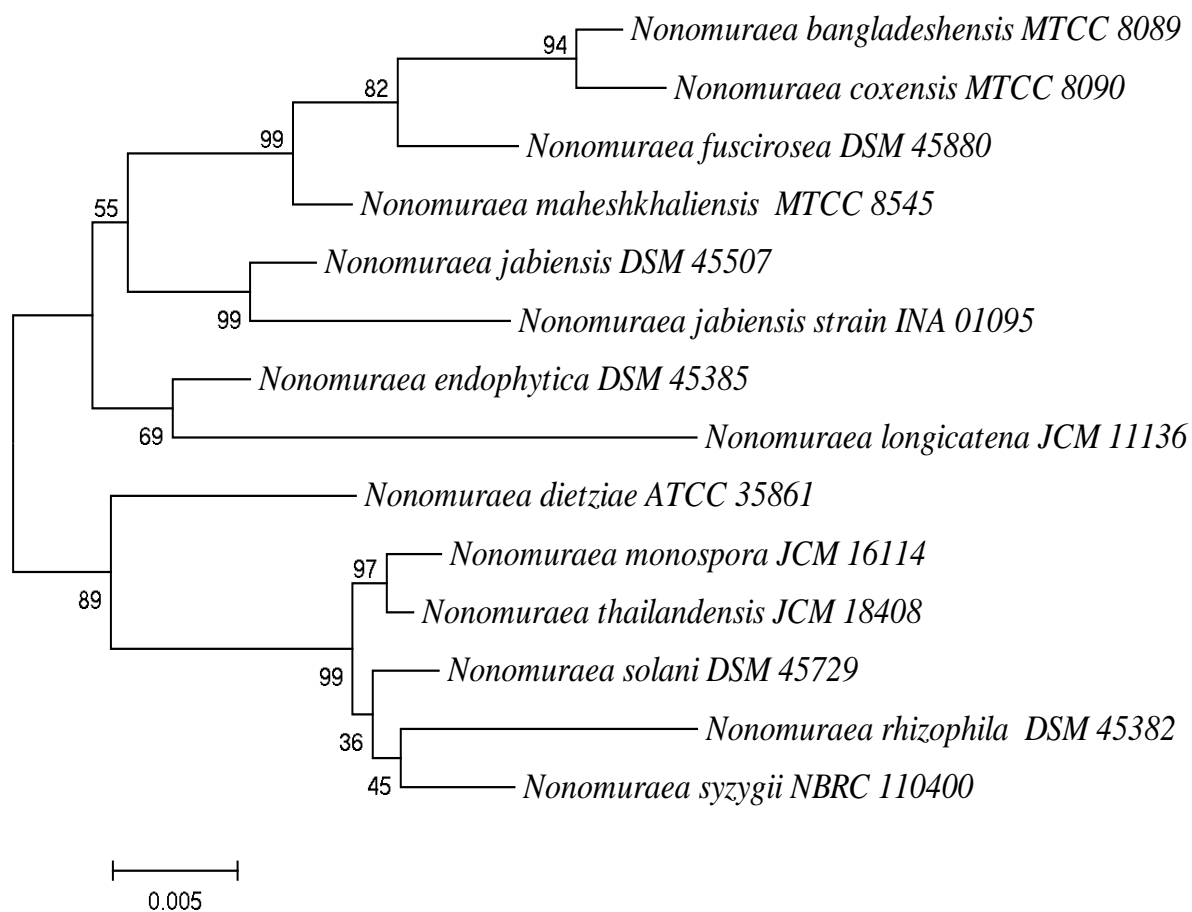 Nonomuraea bangladeshensis MTCC 8089
94
Nonomuraea coxensis MTCC 8090
82
Nonomuraea fuscirosea DSM 45880
99
Nonomuraea maheshkhaliensis MTCC 8545
55
Nonomuraea jabiensis DSM 45507
99
Nonomuraea jabiensis strain INA 01095
Nonomuraea endophytica DSM 45385
69
Nonomuraea longicatena JCM 11136
Nonomuraea dietziae ATCC 35861
89
Nonomuraea monospora JCM 16114
97
Nonomuraea thailandensis JCM 18408
99
Nonomuraea solani DSM 45729
36
Nonomuraea rhizophila DSM 45382
45
Nonomuraea syzygii NBRC 110400
0.005